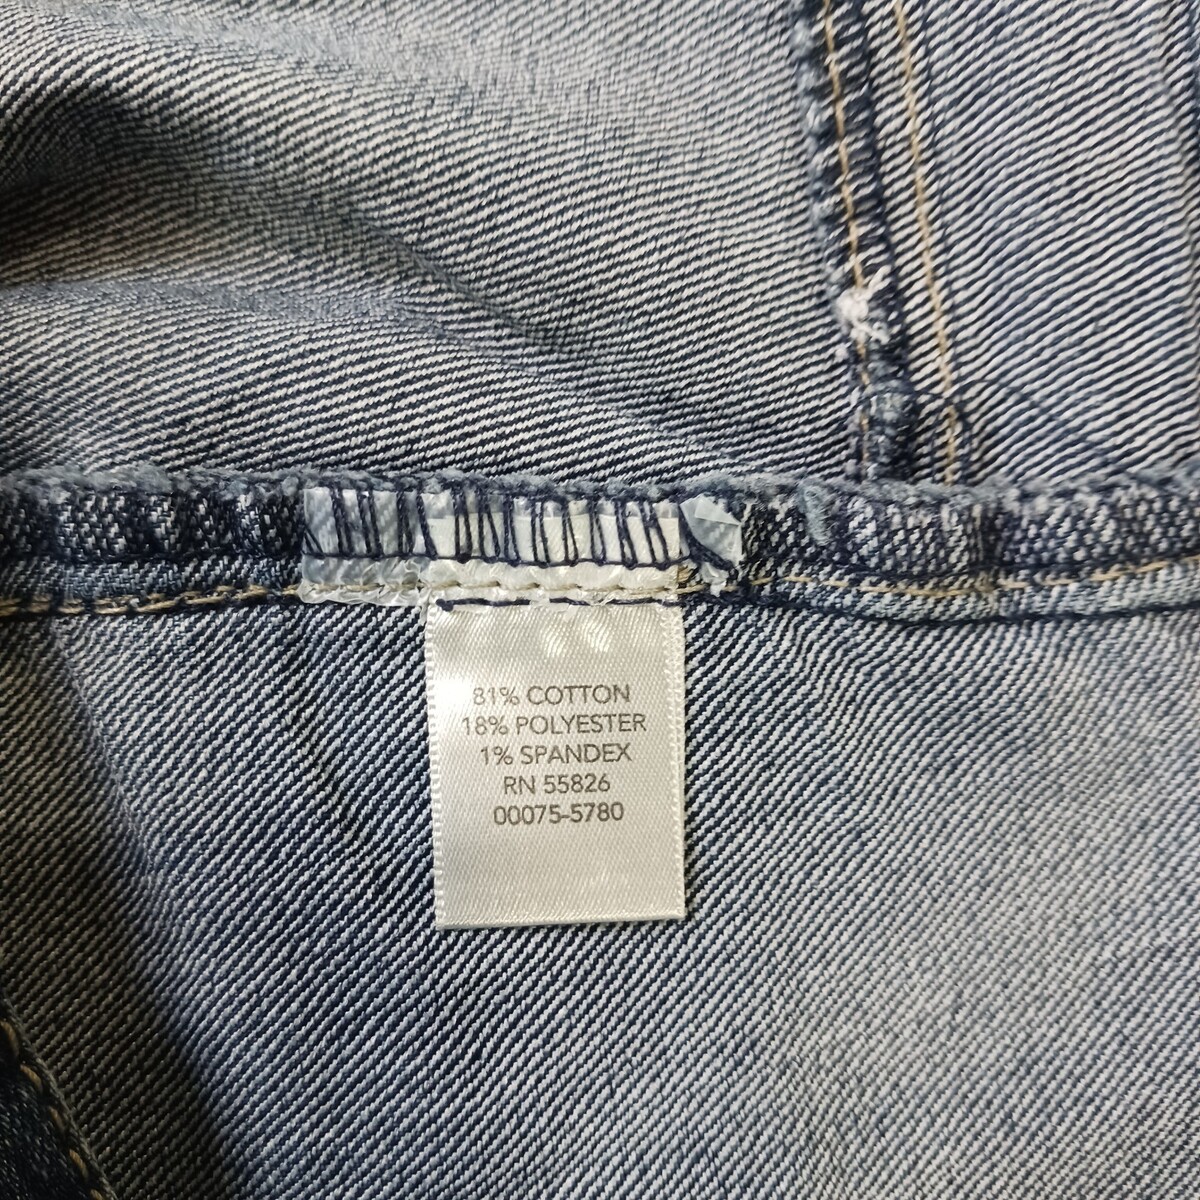 81% COTTON
18% POLYESTER
1% SPANDEX
RN 55826
00075-5780